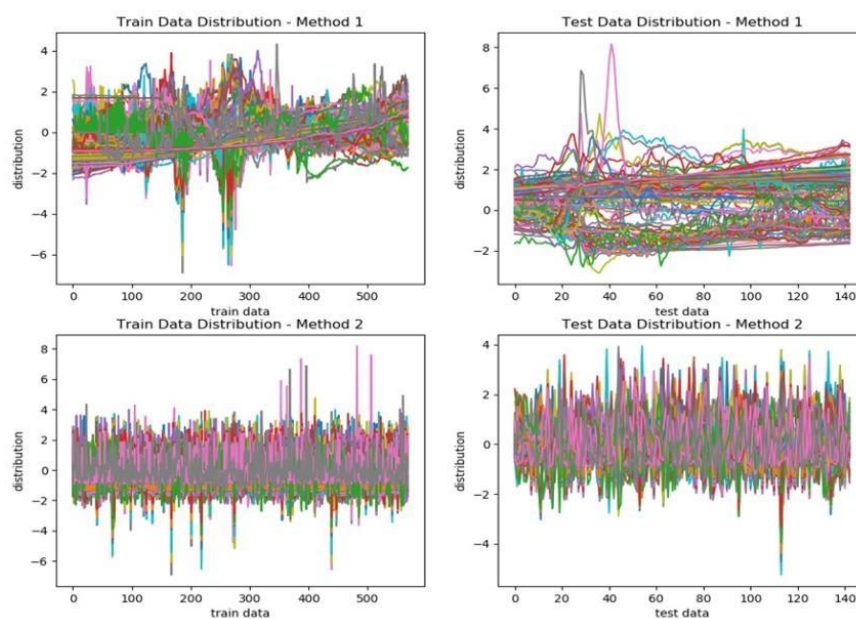 Train Data Distribution - Method 1
distribution
4
2
0
−2
−4
−6
0 100 200 300 400 500
train data
Test Data Distribution - Method 1
distribution
8
6
4
2
0
−2
0 20 40 60 80 100 120 140
test data
Train Data Distribution - Method 2
distribution
8
6
4
2
0
−2
−4
−6
0 100 200 300 400 500
train data
Test Data Distribution - Method 2
distribution
4
2
0
−2
−4
0 20 40 60 80 100 120 140
test data